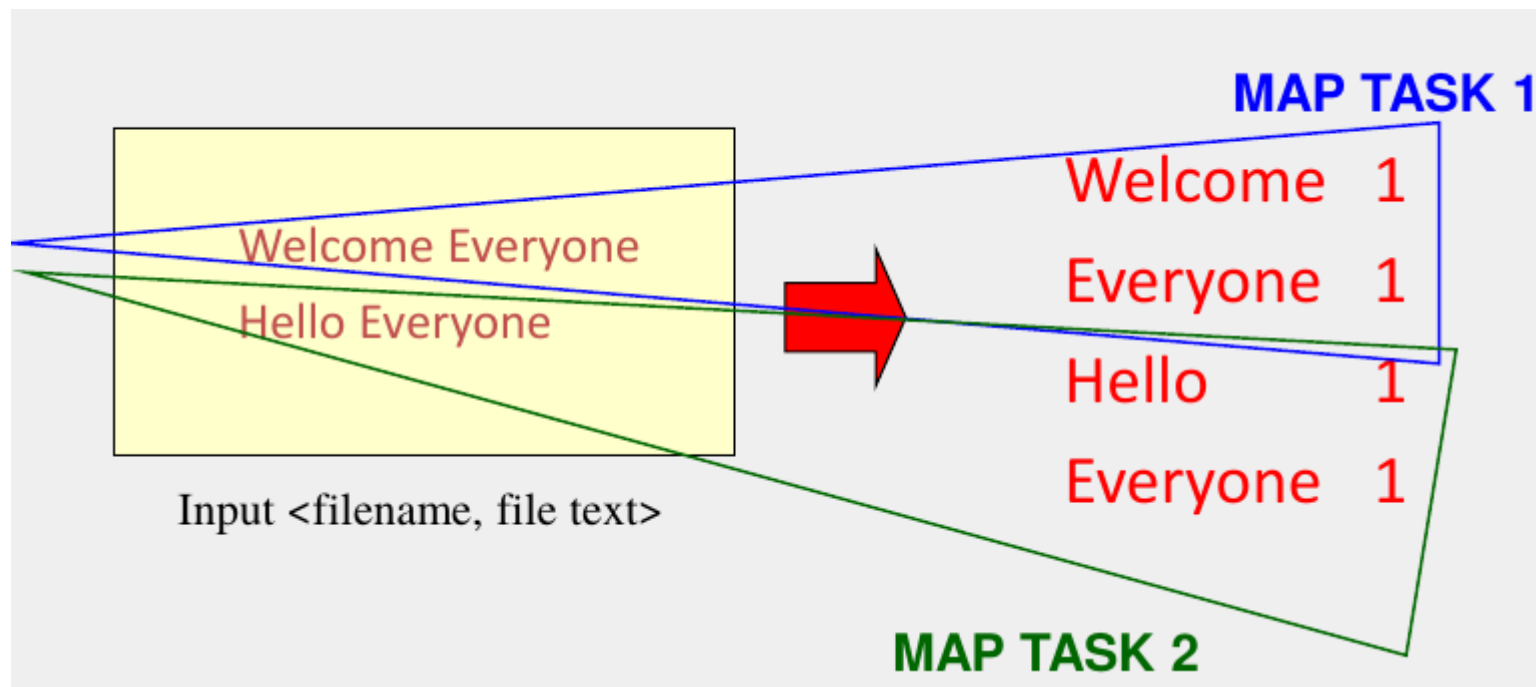 MAP TASK 1
Welcome Everyone
Hello Everyone
Input <filename, file text>
Welcome 1
Everyone 1
Hello 1
Everyone 1
MAP TASK 2